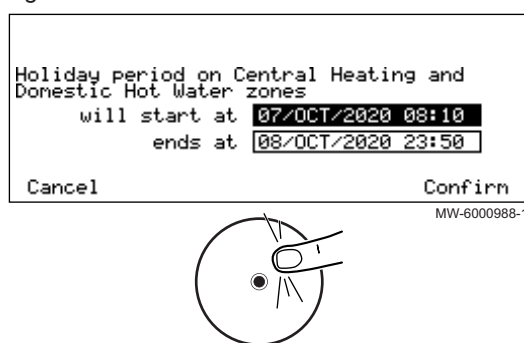 Holiday period on Central Heating and
Domestic Hot Water zones
will start at 07/OCT/2020 08:10
ends at 08/OCT/2020 23:50
Cancel Confirm
MW-6000988-1